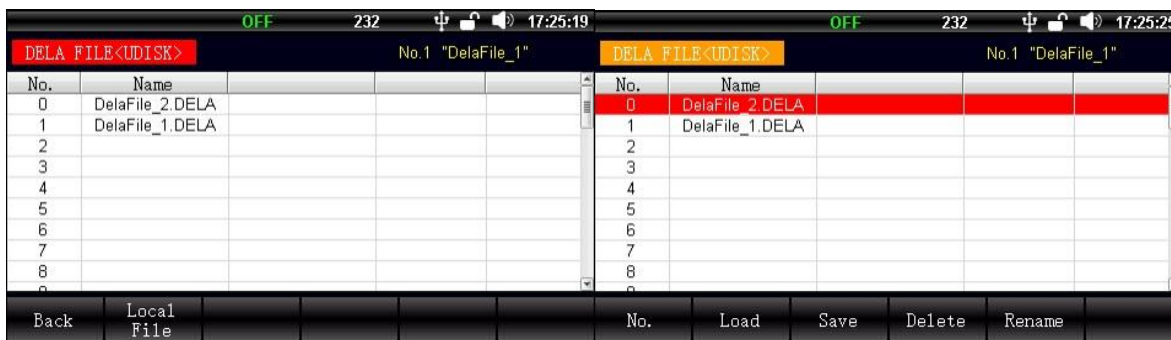 OFF 232 17:25:19
DELA FILE<UDISK> No.1 "DelaFile_1"
No. Name
0 DelaFile_2.DELA
1 DelaFile_1.DELA
2
3
4
5
6
7
8
Back Local File
OFF 232 17:25:2
DELA FILE<UDISK> No.1 "DelaFile_1"
No. Name
0 DelaFile_2.DELA
1 DelaFile_1.DELA
2
3
4
5
6
7
8
No. Load Save Delete Rename